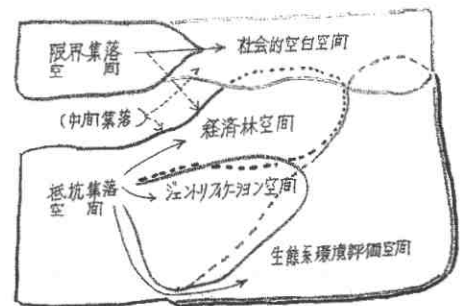 限界集落
空間
社会的空白空間
(中間集落)
経済林空間
抵抗集落
空間
ジェントリフィケーション空間
生態系環境評価空間